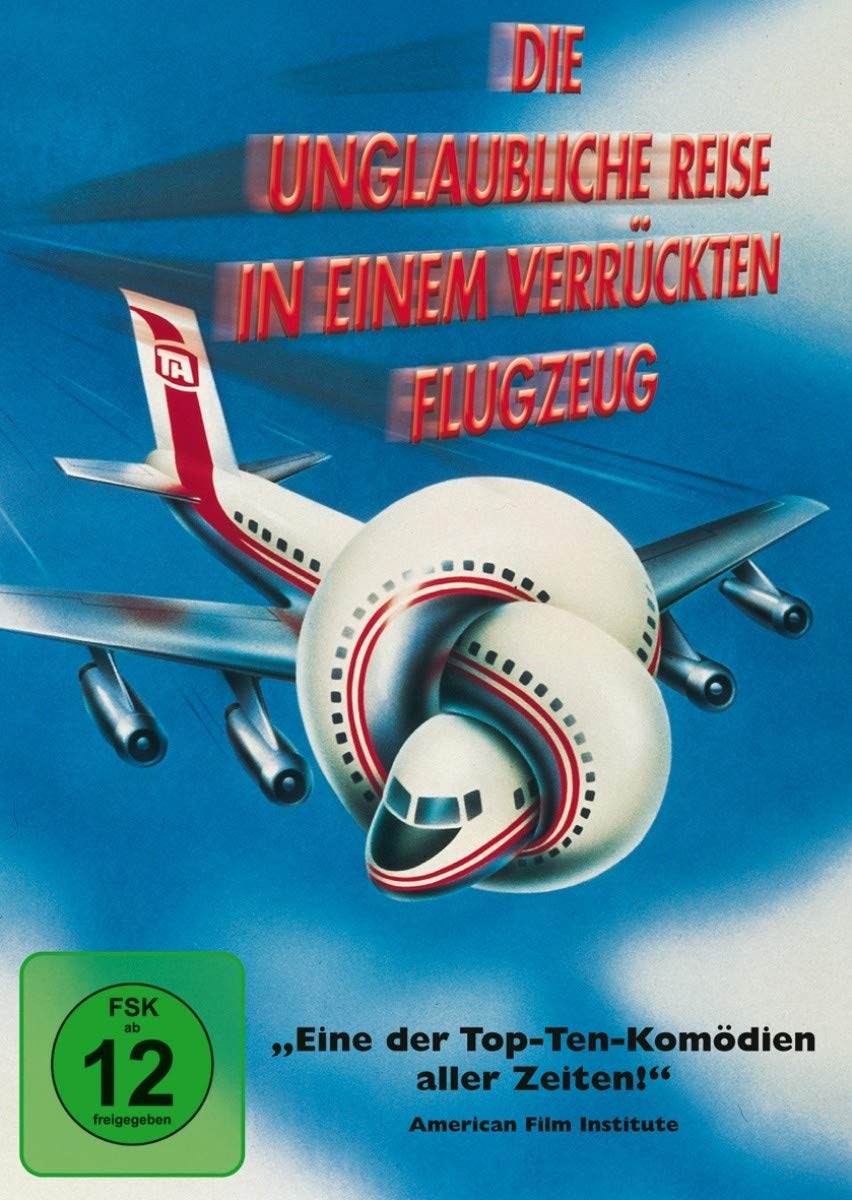 DIE
UNGLAUBLICHE REISE
IN EINEM VERRÜCKTEN
FLUGZEUG
TA
FSK
ab
12
freigegeben
„Eine der Top-Ten-Komödien
aller Zeiten!“
American Film Institute